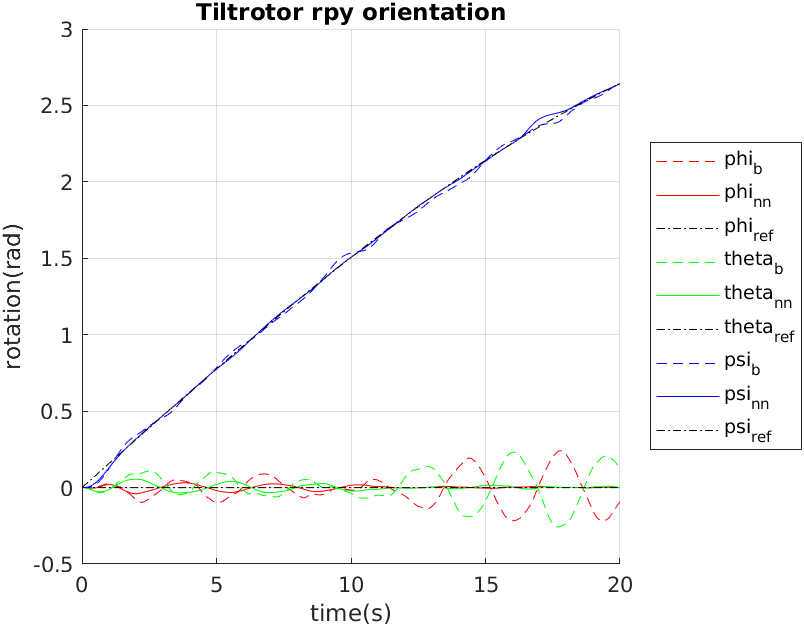 Tiltrotor rpy orientation
3
2.5
2
1.5
1
0.5
0
-0.5
rotation(rad)
0 5 10 15 20
time(s)
phi_b
phi_nn
phi_ref
theta_b
theta_nn
theta_ref
psi_b
psi_nn
psi_ref